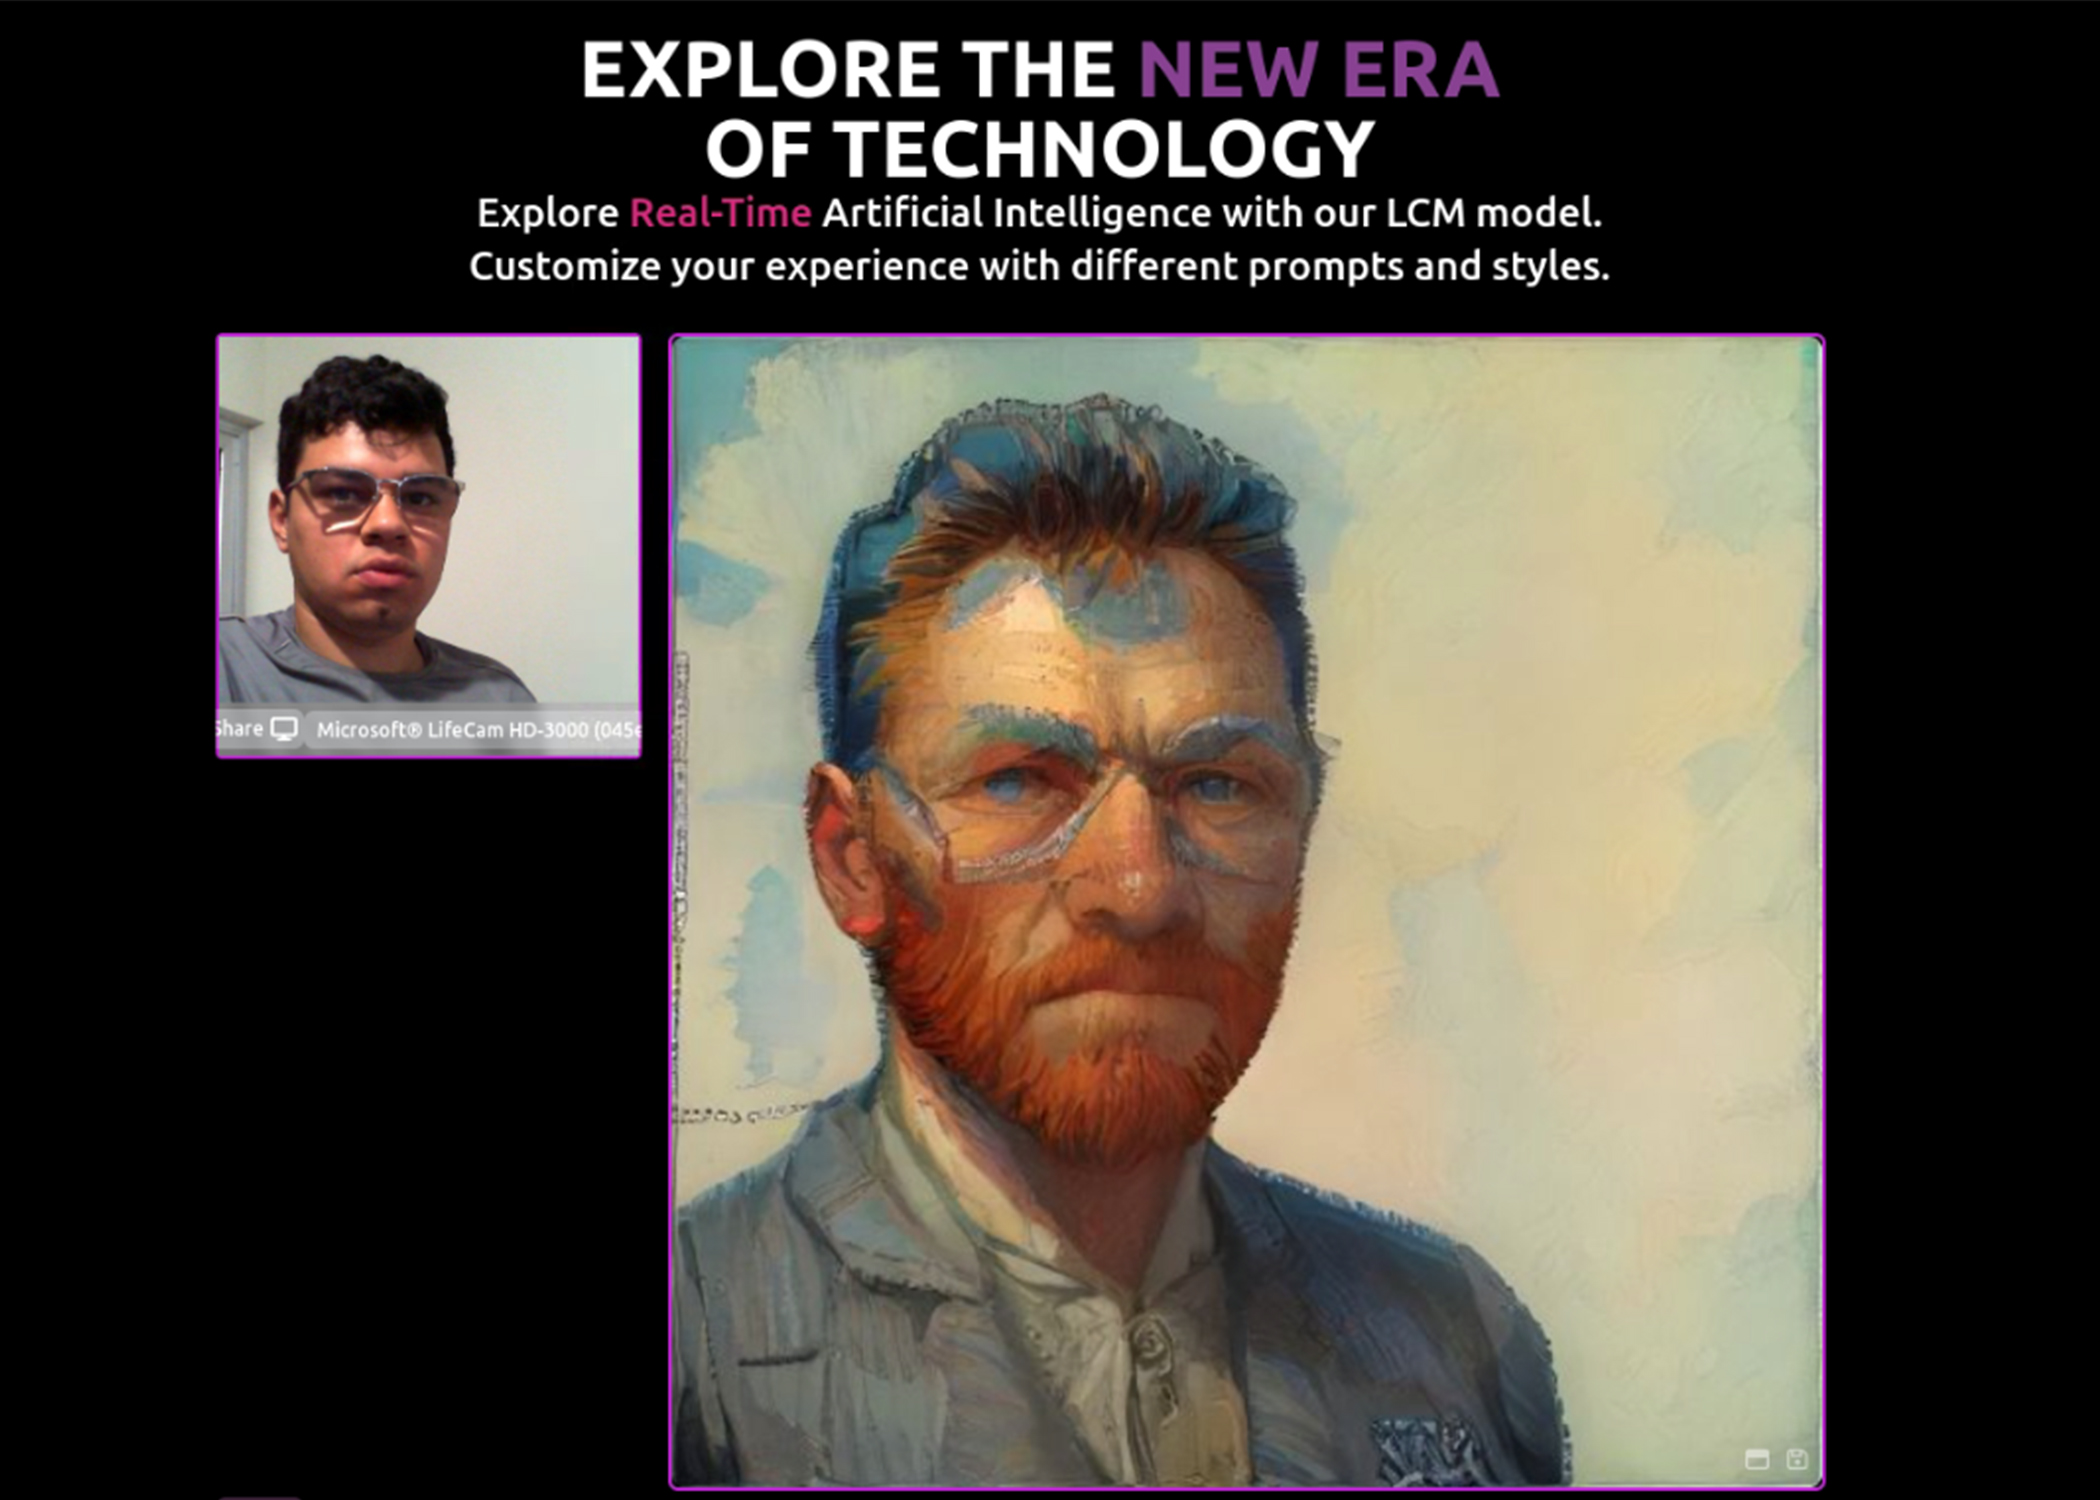 EXPLORE THE NEW ERA
OF TECHNOLOGY
Explore Real-Time Artificial Intelligence with our LCM model.
Customize your experience with different prompts and styles.
Share
Microsoft® LifeCam HD-3000 (045e